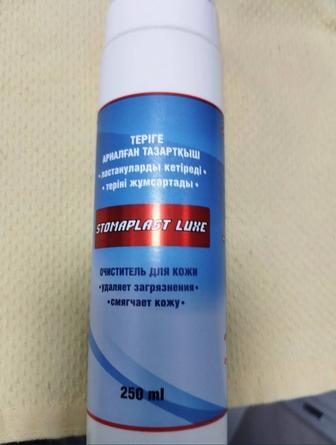 ТЕРІГЕ
АРНАЛҒАН ТАЗАРТҚЫШ
•ластануларды кетіреді•
•теріні жұмсартады•
STOMAPLAST LUXE
ОЧИСТИТЕЛЬ ДЛЯ КОЖИ
•удаляет загрязнения•
•смягчает кожу•
250 ml